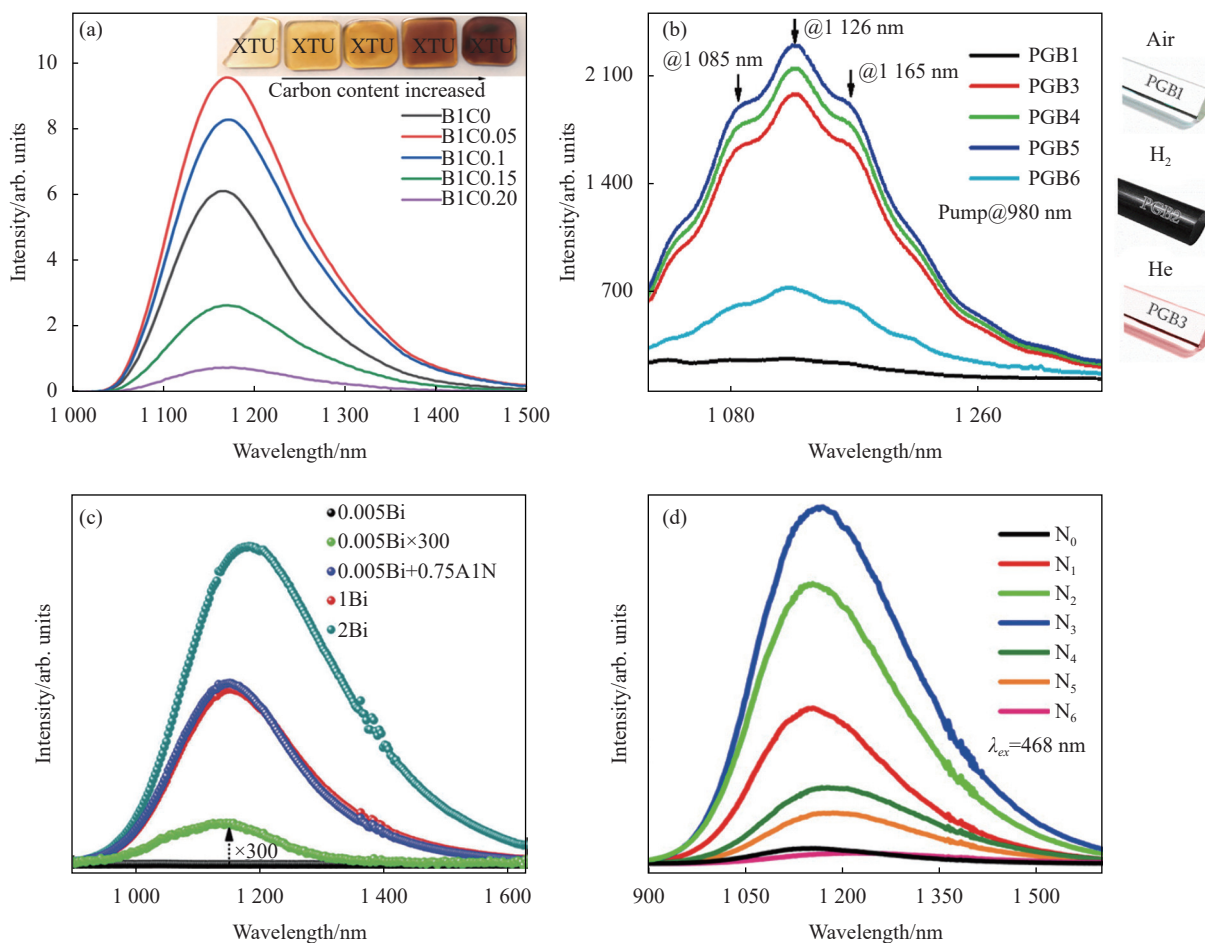 (a)
XTU XTU XTU XTU XTU
Carbon content increased
B1C0
B1C0.05
B1C0.1
B1C0.15
B1C0.20
10
8
6
4
2
0
Intensity/arb. units
1 000 1 100 1 200 1 300 1 400 1 500
Wavelength/nm
(b)
@1 126 nm
@1 085 nm
@1 165 nm
PGB1
PGB3
PGB4
PGB5
PGB6
Pump@980 nm
2 100
1 400
700
Intensity/arb. units
1 080 1 260
Wavelength/nm
Air
PGB1
H2
PGB2
He
PGB3
(c)
0.005Bi
0.005Bi×300
0.005Bi+0.75A1N
1Bi
2Bi
×300
Intensity/arb. units
1 000 1 200 1 400 1 600
Wavelength/nm
(d)
N0
N1
N2
N3
N4
N5
N6
λex=468 nm
Intensity/arb. units
900 1 050 1 200 1 350 1 500
Wavelength/nm